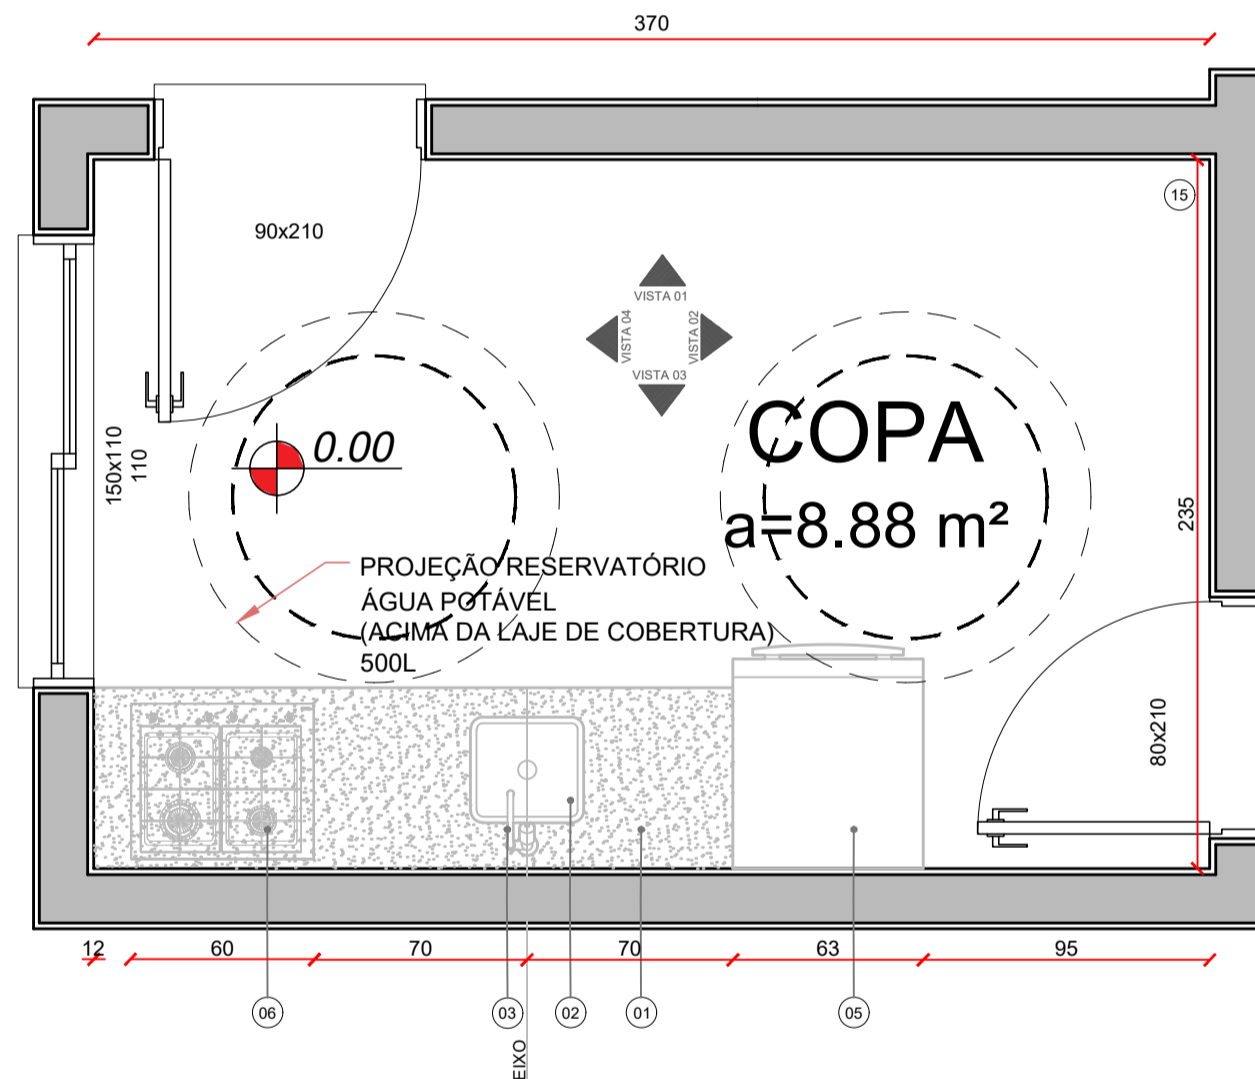 370
15
90x210
VISTA 01
VISTA 04
VISTA 02
VISTA 03
COPA
0.00
150x110
110
a=8.88 m²
235
PROJEÇÃO RESERVATÓRIO
ÁGUA POTÁVEL
(ACIMA DA LAJE DE COBERTURA)
500L
80x210
12
60
70
70
63
95
06
03
02
01
05
EIXO